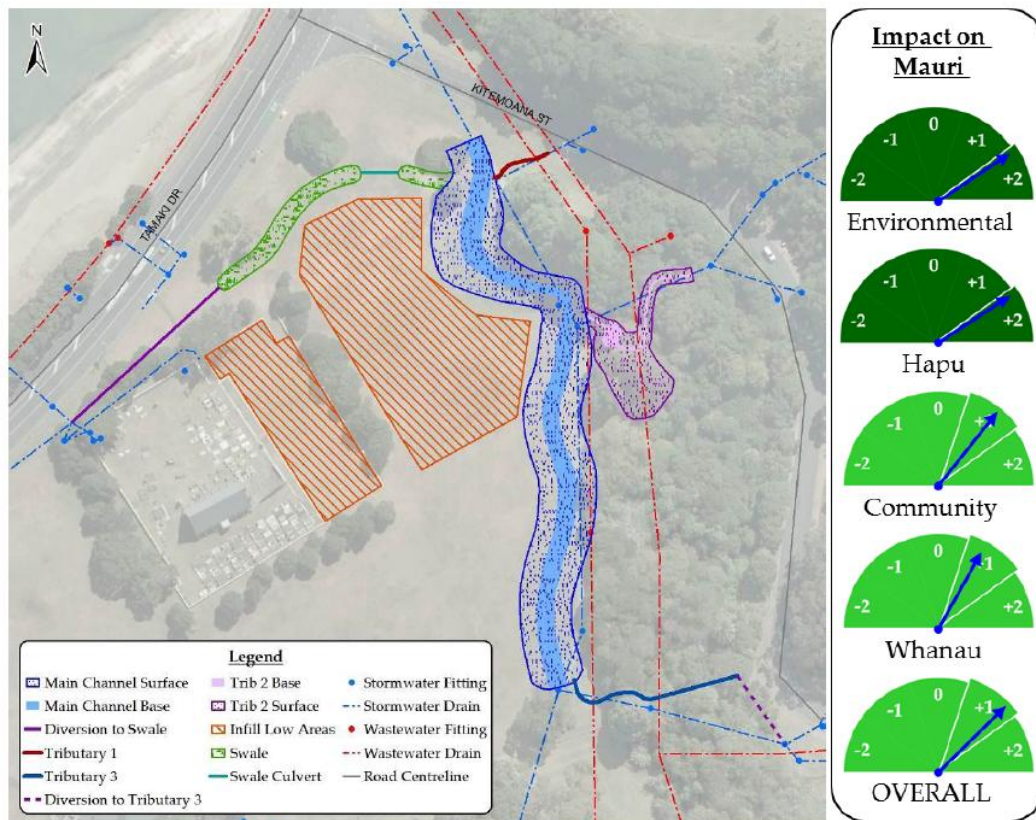 N
KITEMOANA ST
TAMAKI DR
Legend
Main Channel Surface
Main Channel Base
Diversion to Swale
Tributary 1
Tributary 3
Diversion to Tributary 3
Trib 2 Base
Trib 2 Surface
Infill Low Areas
Swale
Swale Culvert
Stormwater Fitting
Stormwater Drain
Wastewater Fitting
Wastewater Drain
Road Centreline
Impact on
Mauri
-2 -1 0 +1 +2
Environmental
-2 -1 0 +1 +2
Hapu
-2 -1 0 +1 +2
Community
-2 -1 0 +1 +2
Whanau
-2 -1 0 +1 +2
OVERALL